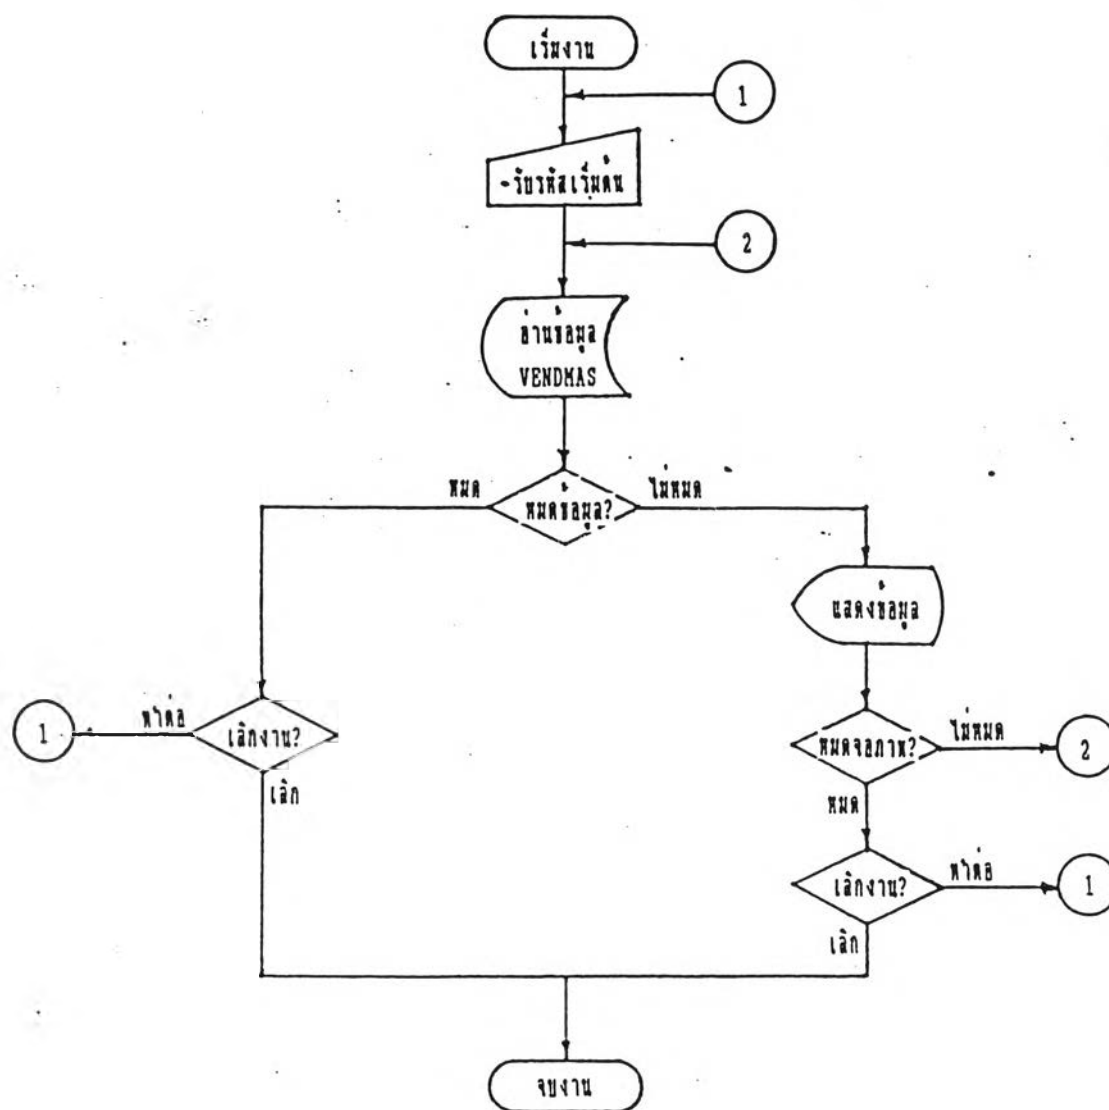 เริ่มงาน
1
-รับรหัสเริ่มต้น
2
อ่านข้อมูล
VENDMAS
หมด
หมดข้อมูล?
ไม่หมด
แสดงข้อมูล
1
ทำต่อ
เลิกงาน?
เลิก
หมดจอภาพ?
ไม่หมด
2
หมด
เลิกงาน?
ทำต่อ
1
เลิก
จบงาน